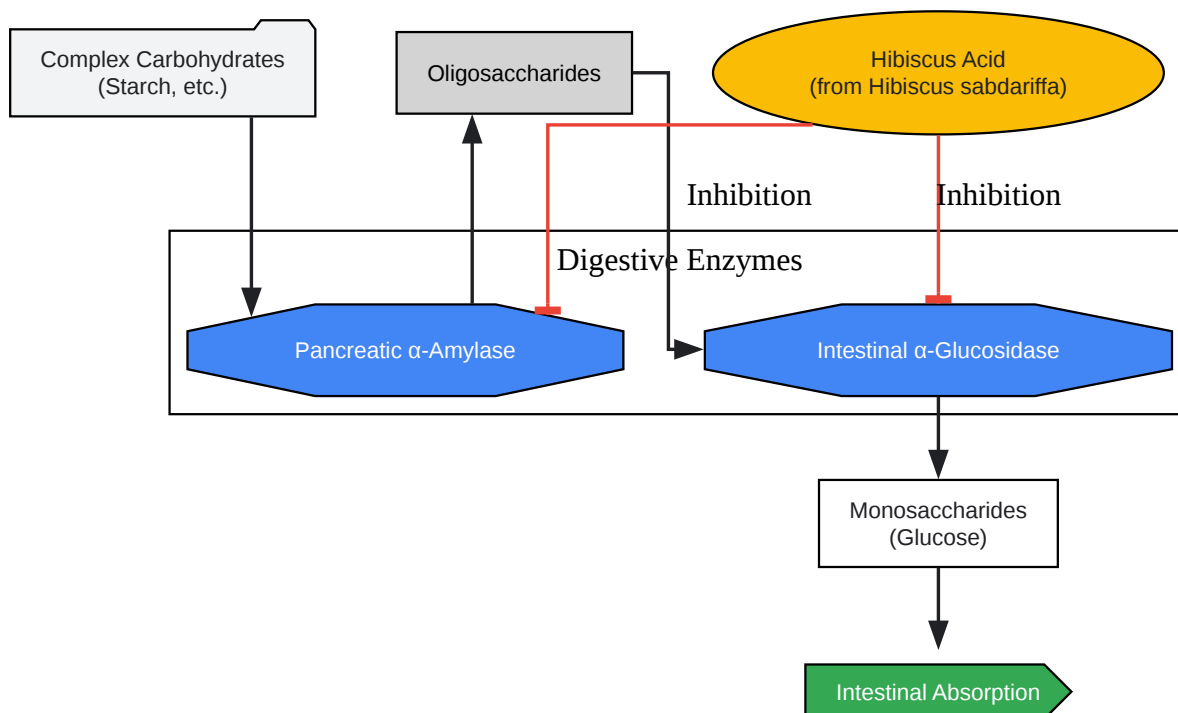 Complex Carbohydrates
(Starch, etc.)
Oligosaccharides
Hibiscus Acid
(from Hibiscus sabdariffa)
Inhibition
Inhibition
Digestive Enzymes
Pancreatic α-Amylase
Intestinal α-Glucosidase
Monosaccharides
(Glucose)
Intestinal Absorption